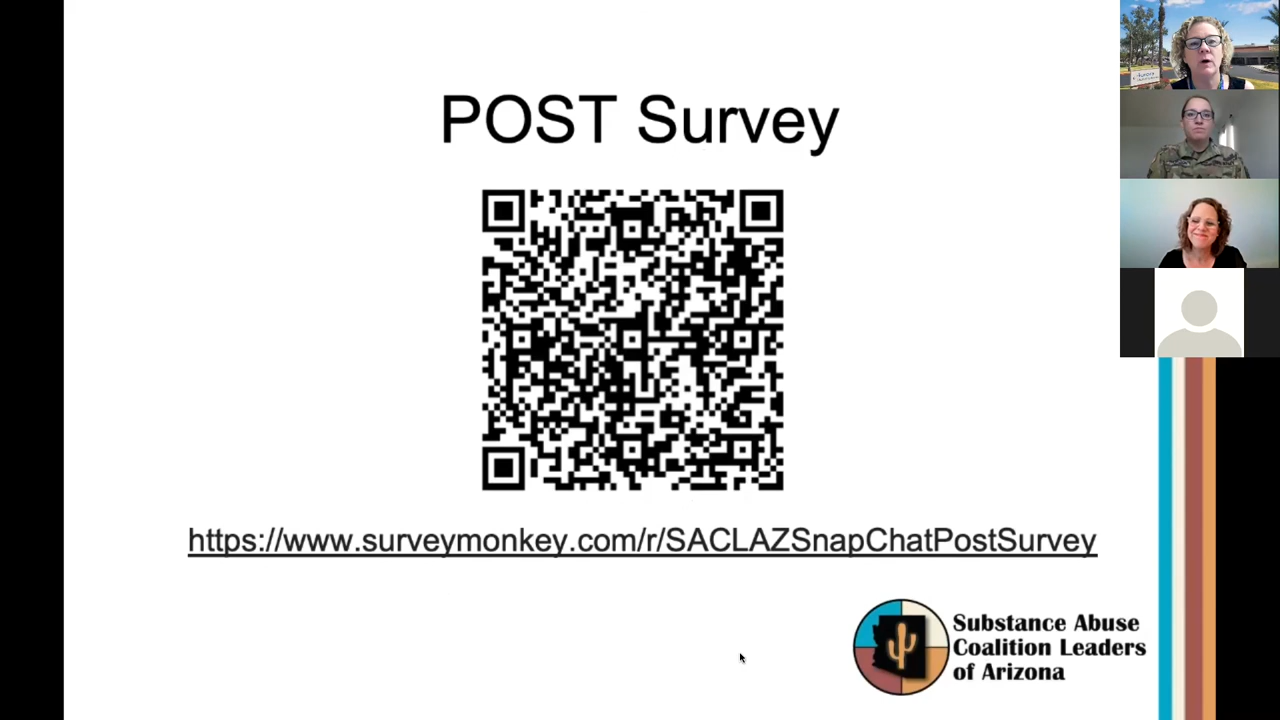 POST Survey
https://www.surveymonkey.com/r/SACLAZSnapChatPostSurvey
Substance Abuse
Coalition Leaders
of Arizona